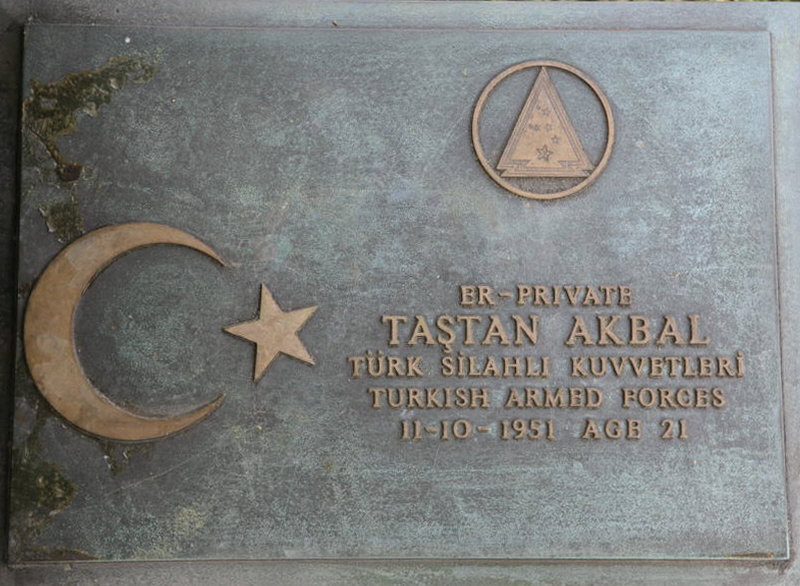 ER-PRIVATE
TAŞTAN AKBAL
TÜRK SİLAHLI KUVVETLERİ
TURKISH ARMED FORCES
11-10-1951 AGE 21